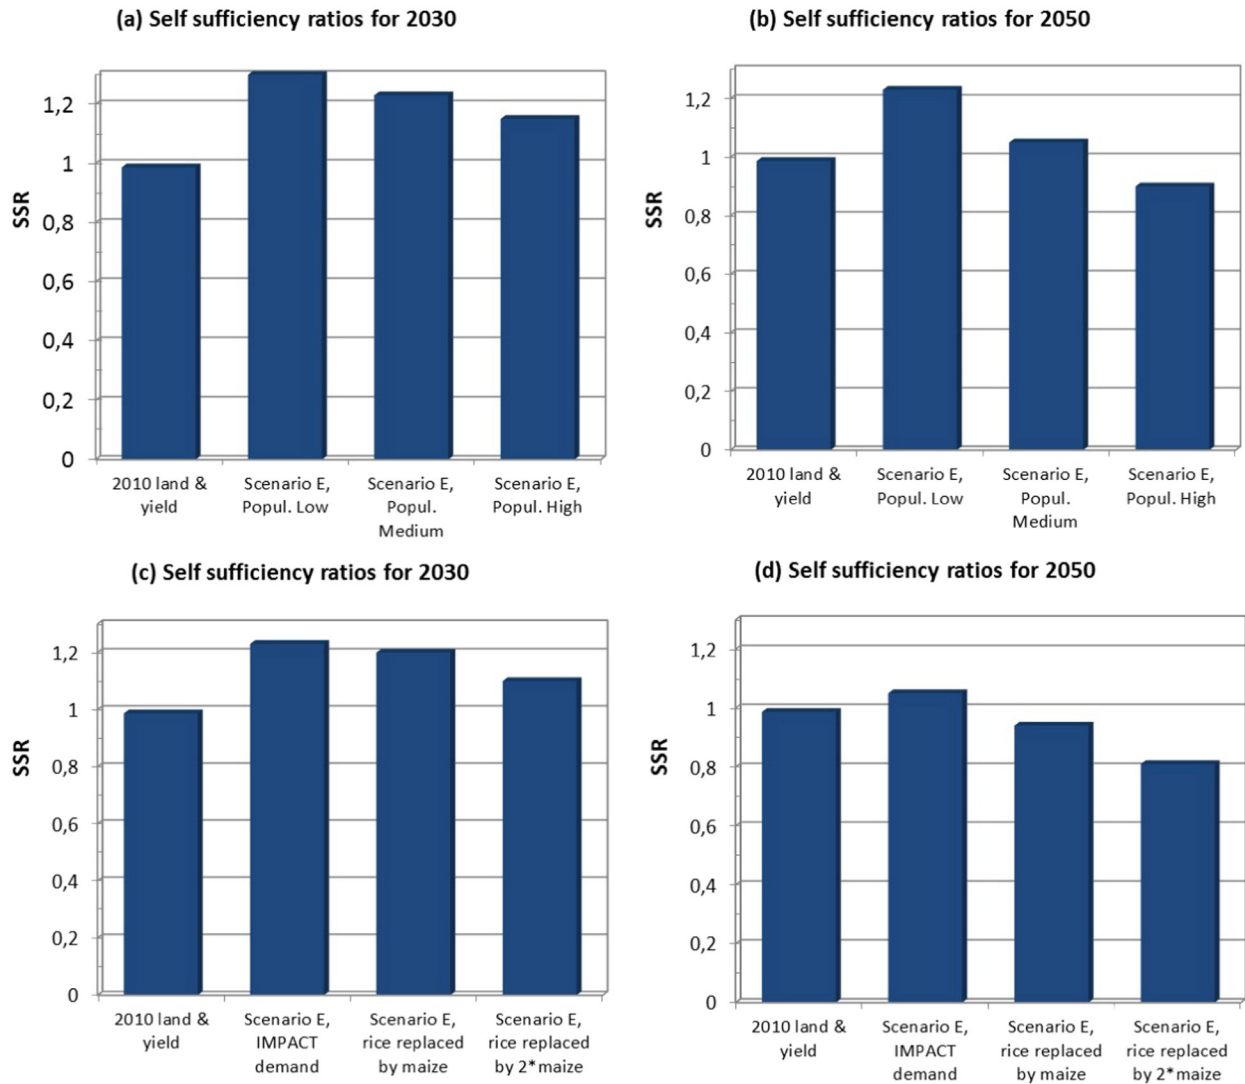 (a) Self sufficiency ratios for 2030
SSR
1,2
1
0,8
0,6
0,4
0,2
0
2010 land &
yield
Scenario E,
Popul. Low
Scenario E,
Popul.
Medium
Scenario E,
Popul. High
(b) Self sufficiency ratios for 2050
SSR
1,2
1
0,8
0,6
0,4
0,2
0
2010 land &
yield
Scenario E,
Popul. Low
Scenario E,
Popul.
Medium
Scenario E,
Popul. High
(c) Self sufficiency ratios for 2030
SSR
1,2
1
0,8
0,6
0,4
0,2
0
2010 land &
yield
Scenario E,
IMPACT
demand
Scenario E,
rice replaced
by maize
Scenario E,
rice replaced
by 2*maize
(d) Self sufficiency ratios for 2050
SSR
1,2
1
0,8
0,6
0,4
0,2
0
2010 land &
yield
Scenario E,
IMPACT
demand
Scenario E,
rice replaced
by maize
Scenario E,
rice replaced
by 2*maize